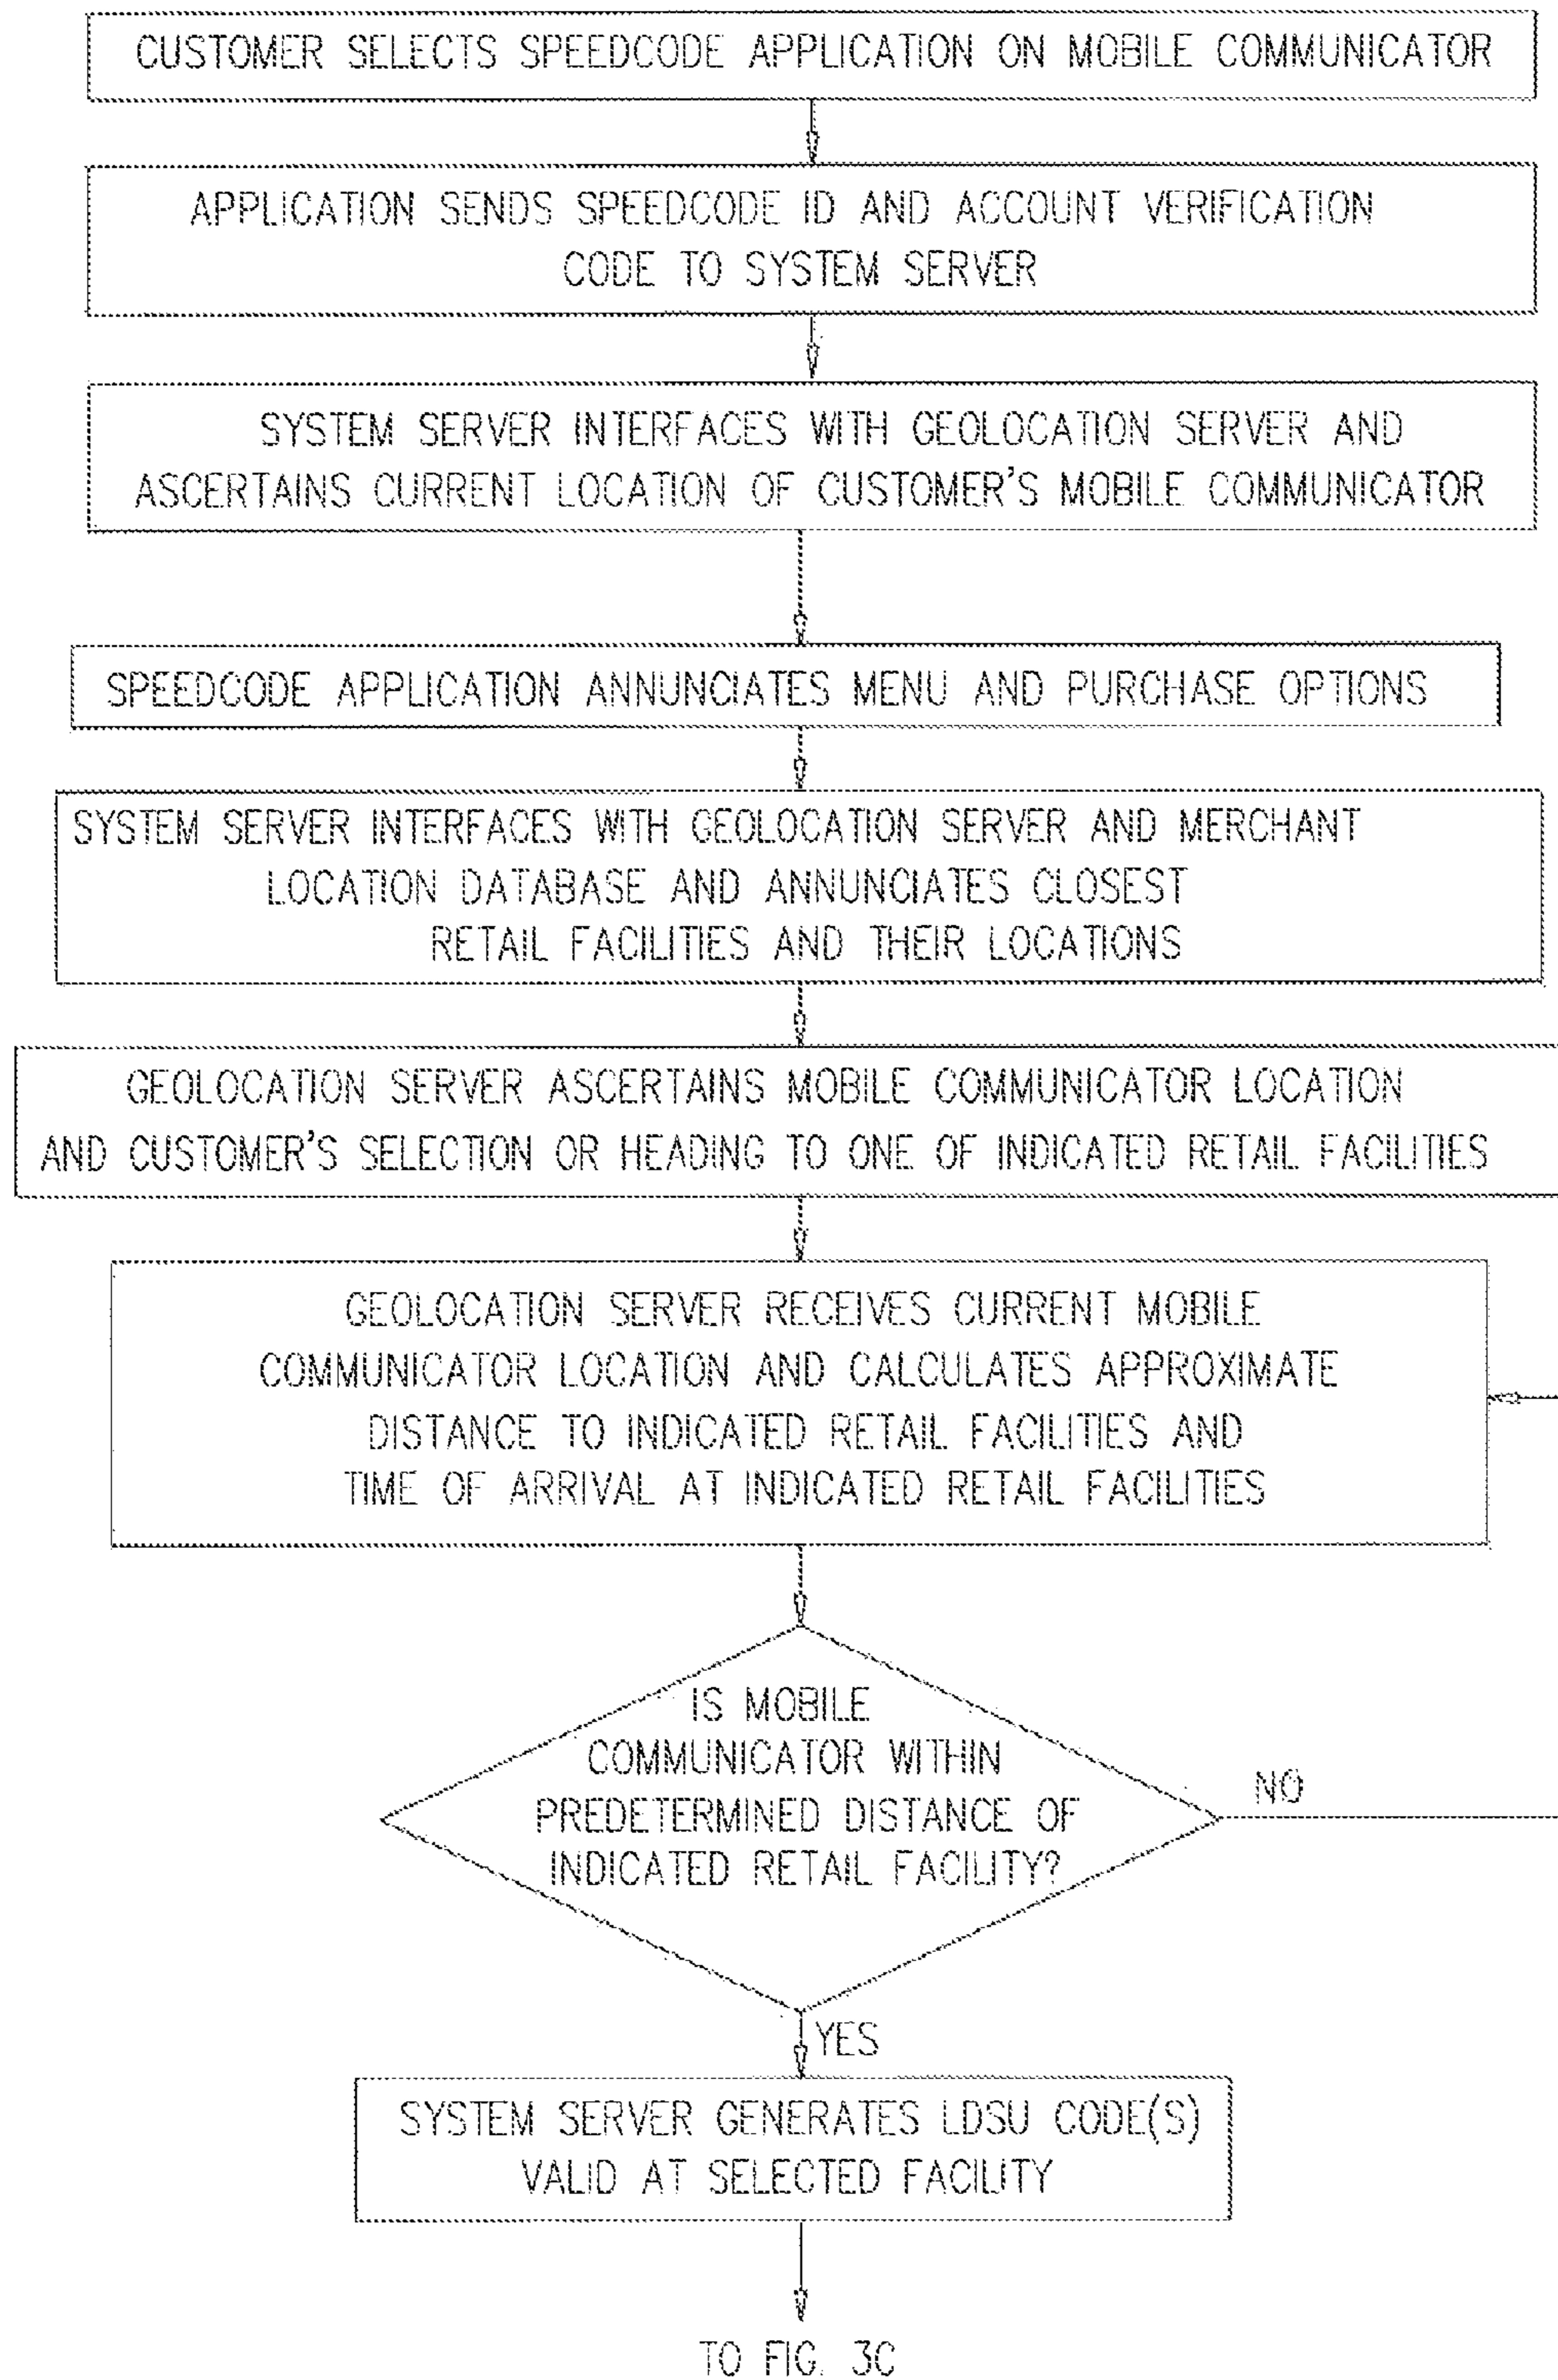 CUSTOMER SELECTS SPEEDCODE APPLICATION ON MOBILE COMMUNICATOR
APPLICATION SENDS SPEEDCODE ID AND ACCOUNT VERIFICATION
CODE TO SYSTEM SERVER
SYSTEM SERVER INTERFACES WITH GEOLOCATION SERVER AND
ASCERTAINS CURRENT LOCATION OF CUSTOMER'S MOBILE COMMUNICATOR
SPEEDCODE APPLICATION ANNUNCIATES MENU AND PURCHASE OPTIONS
SYSTEM SERVER INTERFACES WITH GEOLOCATION SERVER AND MERCHANT
LOCATION DATABASE AND ANNUNCIATES CLOSEST
RETAIL FACILITIES AND THEIR LOCATIONS
GEOLOCATION SERVER ASCERTAINS MOBILE COMMUNICATOR LOCATION
AND CUSTOMER'S SELECTION OR HEADING TO ONE OF INDICATED RETAIL FACILITIES
GEOLOCATION SERVER RECEIVES CURRENT MOBILE
COMMUNICATOR LOCATION AND CALCULATES APPROXIMATE
DISTANCE TO INDICATED RETAIL FACILITIES AND
TIME OF ARRIVAL AT INDICATED RETAIL FACILITIES
IS MOBILE
COMMUNICATOR WITHIN
PREDETERMINED DISTANCE OF
INDICATED RETAIL FACILITY?
NO
YES
SYSTEM SERVER GENERATES LDSU CODE(S)
VALID AT SELECTED FACILITY
TO FIG. 3C